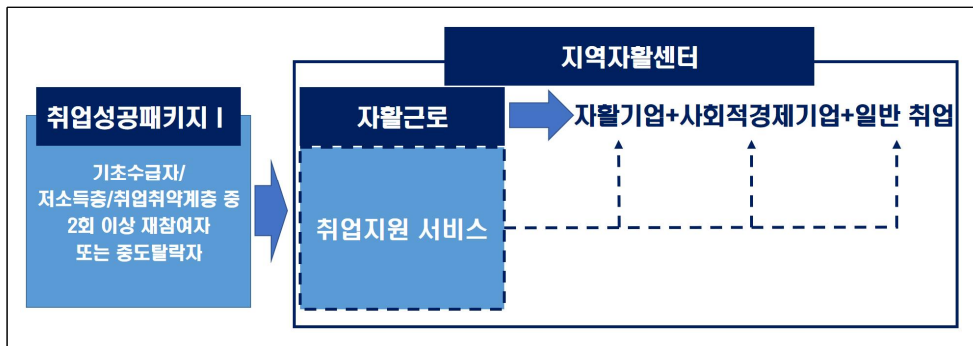 지역자활센터
취업성공패키지 Ⅰ
기초수급자/
저소득층/취업취약계층 중
2회 이상 재참여자
또는 중도탈락자
자활근로
취업지원 서비스
자활기업+사회적경제기업+일반 취업